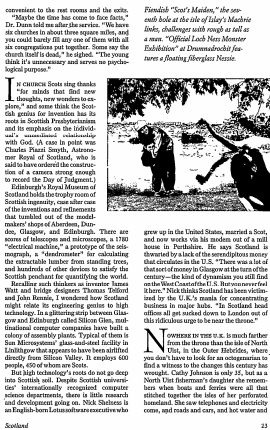 convenient to the rest rooms and the exits.
"Maybe the time has come to face facts,"
Dr. Dunn told me after the service. "We have
six churches in about three square miles, and
you could barely fill any one of them with all
six congregations put together. Some say the
church itself is dead," he sighed. "The young
think it's unnecessary and serves no psycho-
logical purpose."
IN CRITICS' Scots sing thanks
"for minds that find new
thoughts, new wonders to ex-
plore," and some think the Scot-
tish genius for invention has its
roots in Scottish Presbyterianism
and its emphasis on the individ-
ual's unmediated relationship
with God. (A case in point was
Charles Piazzi Smyth, Astrono-
mer Royal of Scotland, who is
said to have ordered the construc-
tion of a camera strong enough
to record the Day of Judgment.)
Edinburgh's Royal Museum of
Scotland holds the trophy room of
Scottish ingenuity, case after case
of the inventions and refinements
that tumbled out of the model-
makers' shops of Aberdeen, Dun-
dee, Glasgow, and Edinburgh. There are
scores of telescopes and microscopes, a 1780
"electrical machine," a prototype of the seis-
mograph, a "dendrometer" for calculating
the extractable lumber from standing trees,
and hundreds of other devices to satisfy the
Scottish penchant for quantifying the world.
Recalling such thinkers as inventor James
Watt and bridge designers Thomas Telford
and John Rennie, I wondered how Scotland
might relate its engineering genius to high
technology. In a glittering strip between Glas-
gow and Edinburgh called Silicon Glen, mul-
tinational computer companies have built a
colony of assembly plants. Typical of them is
Sun Microsystems' glass-and-steel facility in
Linlithgow that appears to have been airlifted
directly from Silicon Valley. It employs 600
people, 450 of whom are Scots.
But high technology's roots do not go deep
into Scottish soil. Despite Scottish universi-
ties' internationally recognized computer
science departments, there is little research
and development going on. Nick Shelness is
an English-born Lotus software executive who
Fiendish "Scot's Maiden," the sev-
enth hole at the isle of Islay's Machrie
links, challenges with rough as tall as
a man. "Official Loch Ness Monster
Exhibition" at Drumnadrochit fea-
tures a floating fiberglass Nessie.
grew up in the United States, married a Scot,
and now works via his modem out of a mill
house in Perthshire. He says Scotland is
thwarted by a lack of the serendipitous money
that circulates in the U.S. "There was a lot of
that sort of money in Glasgow at the turn of the
century—the kind of dynamism you still find
on the West Coast of the U.S. But you never feel
it here." Nick thinks Scotland has been victim-
ized by the U.K.'s mania for concentrating
business in major hubs. "In Scotland head
offices all get sucked down to London out of
this ridiculous urge to be near the throne."
NOWHERE IN THE U.K. is much farther
from the throne than the isle of North
Uist, in the Outer Hebrides, where
you don't have to look for an octogenarian to
find a witness to the changes this century has
wrought. Cathy Johnson is only 35, but as a
North Uist fisherman's daughter she remem-
bers when boats and ferries were all that
stitched together the isles of her perforated
homeland. She saw telephones and electricity
come, and roads and cars, hot and water and
Scotland
23